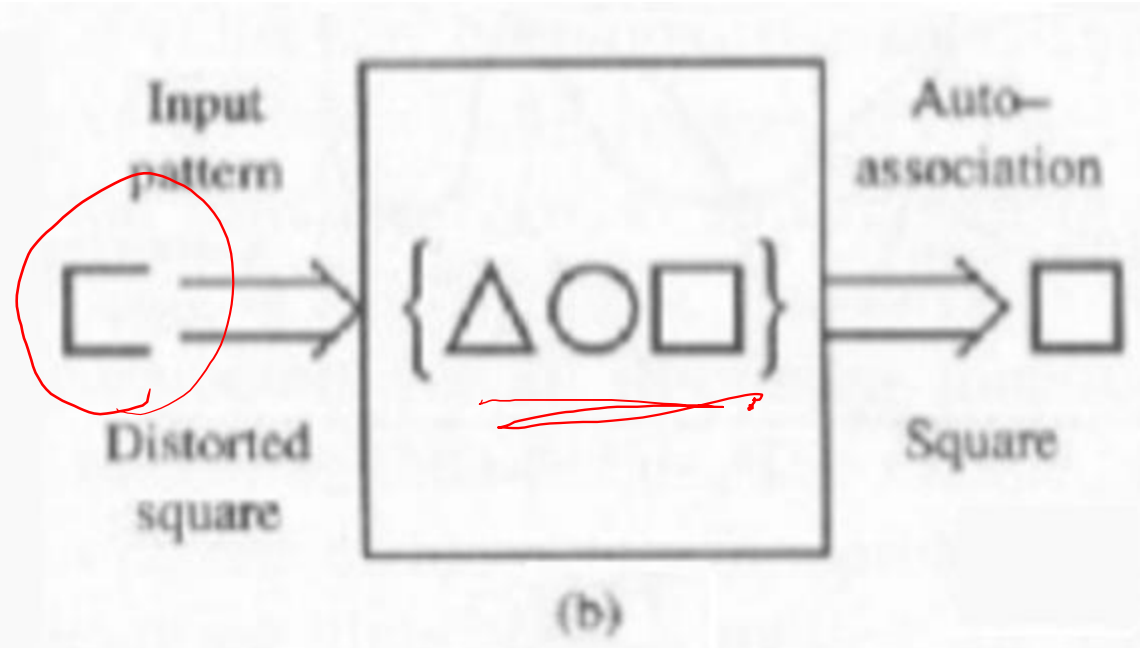 Input
pattern
Distorted
square
Auto–
association
Square
(b)